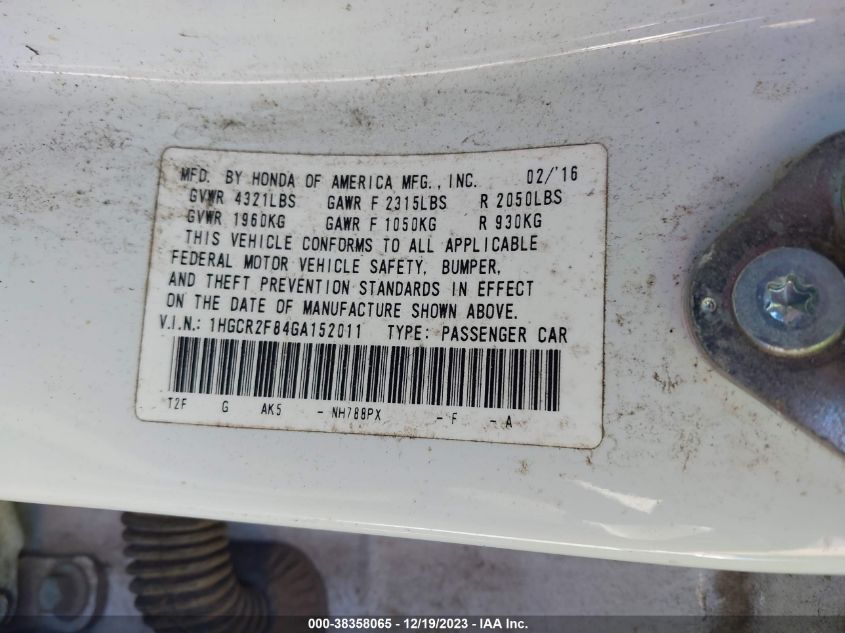 MFD. BY HONDA OF AMERICA MFG., INC. 02/'16
GVWR 4321LBS GAWR F 2315LBS R 2050LBS
GVWR 1960KG GAWR F 1050KG R 930KG
THIS VEHICLE CONFORMS TO ALL APPLICABLE
FEDERAL MOTOR VEHICLE SAFETY, BUMPER,
AND THEFT PREVENTION STANDARDS IN EFFECT
ON THE DATE OF MANUFACTURE SHOWN ABOVE.
V.I.N.: 1HGCR2F84GA152011 TYPE: PASSENGER CAR
T2F G AK5 - NH788PX - F - A
000-38358065 - 12/19/2023 - IAA Inc.